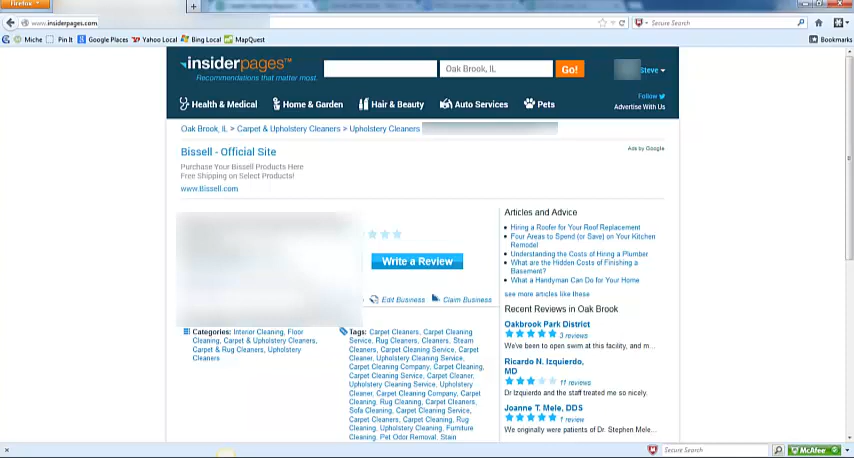 Firefox
www.insiderpages.com
Secure Search
Miche Pin It Google Places Yahoo Local Bing Local MapQuest
Bookmarks
insiderpages™
Recommendations that matter most.
Oak Brook, IL
Go!
Steve
Follow
Health & Medical Home & Garden Hair & Beauty Auto Services Pets
Advertise With Us
Oak Brook, IL > Carpet & Upholstery Cleaners > Upholstery Cleaners
Bissell - Official Site
Ads by Google
Purchase Your Bissell Products Here
Free Shipping on Select Products!
www.Bissell.com
Write a Review
Edit Business Claim Business
Categories: Interior Cleaning, Floor
Cleaning, Carpet & Upholstery Cleaners,
Carpet & Rug Cleaners, Upholstery
Cleaners
Tags: Carpet Cleaners, Carpet Cleaning
Service, Rug Cleaners, Cleaners, Steam
Cleaners, Carpet Cleaning Service, Carpet
Cleaner, Upholstery Cleaning Service,
Carpet Cleaning Company, Carpet Cleaning,
Carpet Cleaning Service, Carpet Cleaner,
Upholstery Cleaning Service, Upholstery
Cleaner, Carpet Cleaning Company, Carpet
Cleaning, Rug Cleaning, Carpet Cleaners,
Sofa Cleaning, Carpet Cleaning Service,
Carpet Cleaners, Carpet Cleaning, Rug
Cleaning, Upholstery Cleaning, Furniture
Cleaning, Pet Odor Removal, Stain
Articles and Advice
Hiring a Roofer for Your Roof Replacement
Four Areas to Spend (or Save) on Your Kitchen
Remodel
Understanding the Costs of Hiring a Plumber
What are the Hidden Costs of Finishing a
Basement?
What a Handyman Can Do for Your Home
see more articles like these
Recent Reviews in Oak Brook
Oakbrook Park District
3 reviews
We've been to open swim at this facility, and m...
Ricardo N. Izquierdo,
MD
11 reviews
Dr Izquierdo and the staff treated me so nicely.
Joanne T. Mele, DDS
1 review
We originally were patients of Dr. Stephen Mele...
Secure Search
McAfee